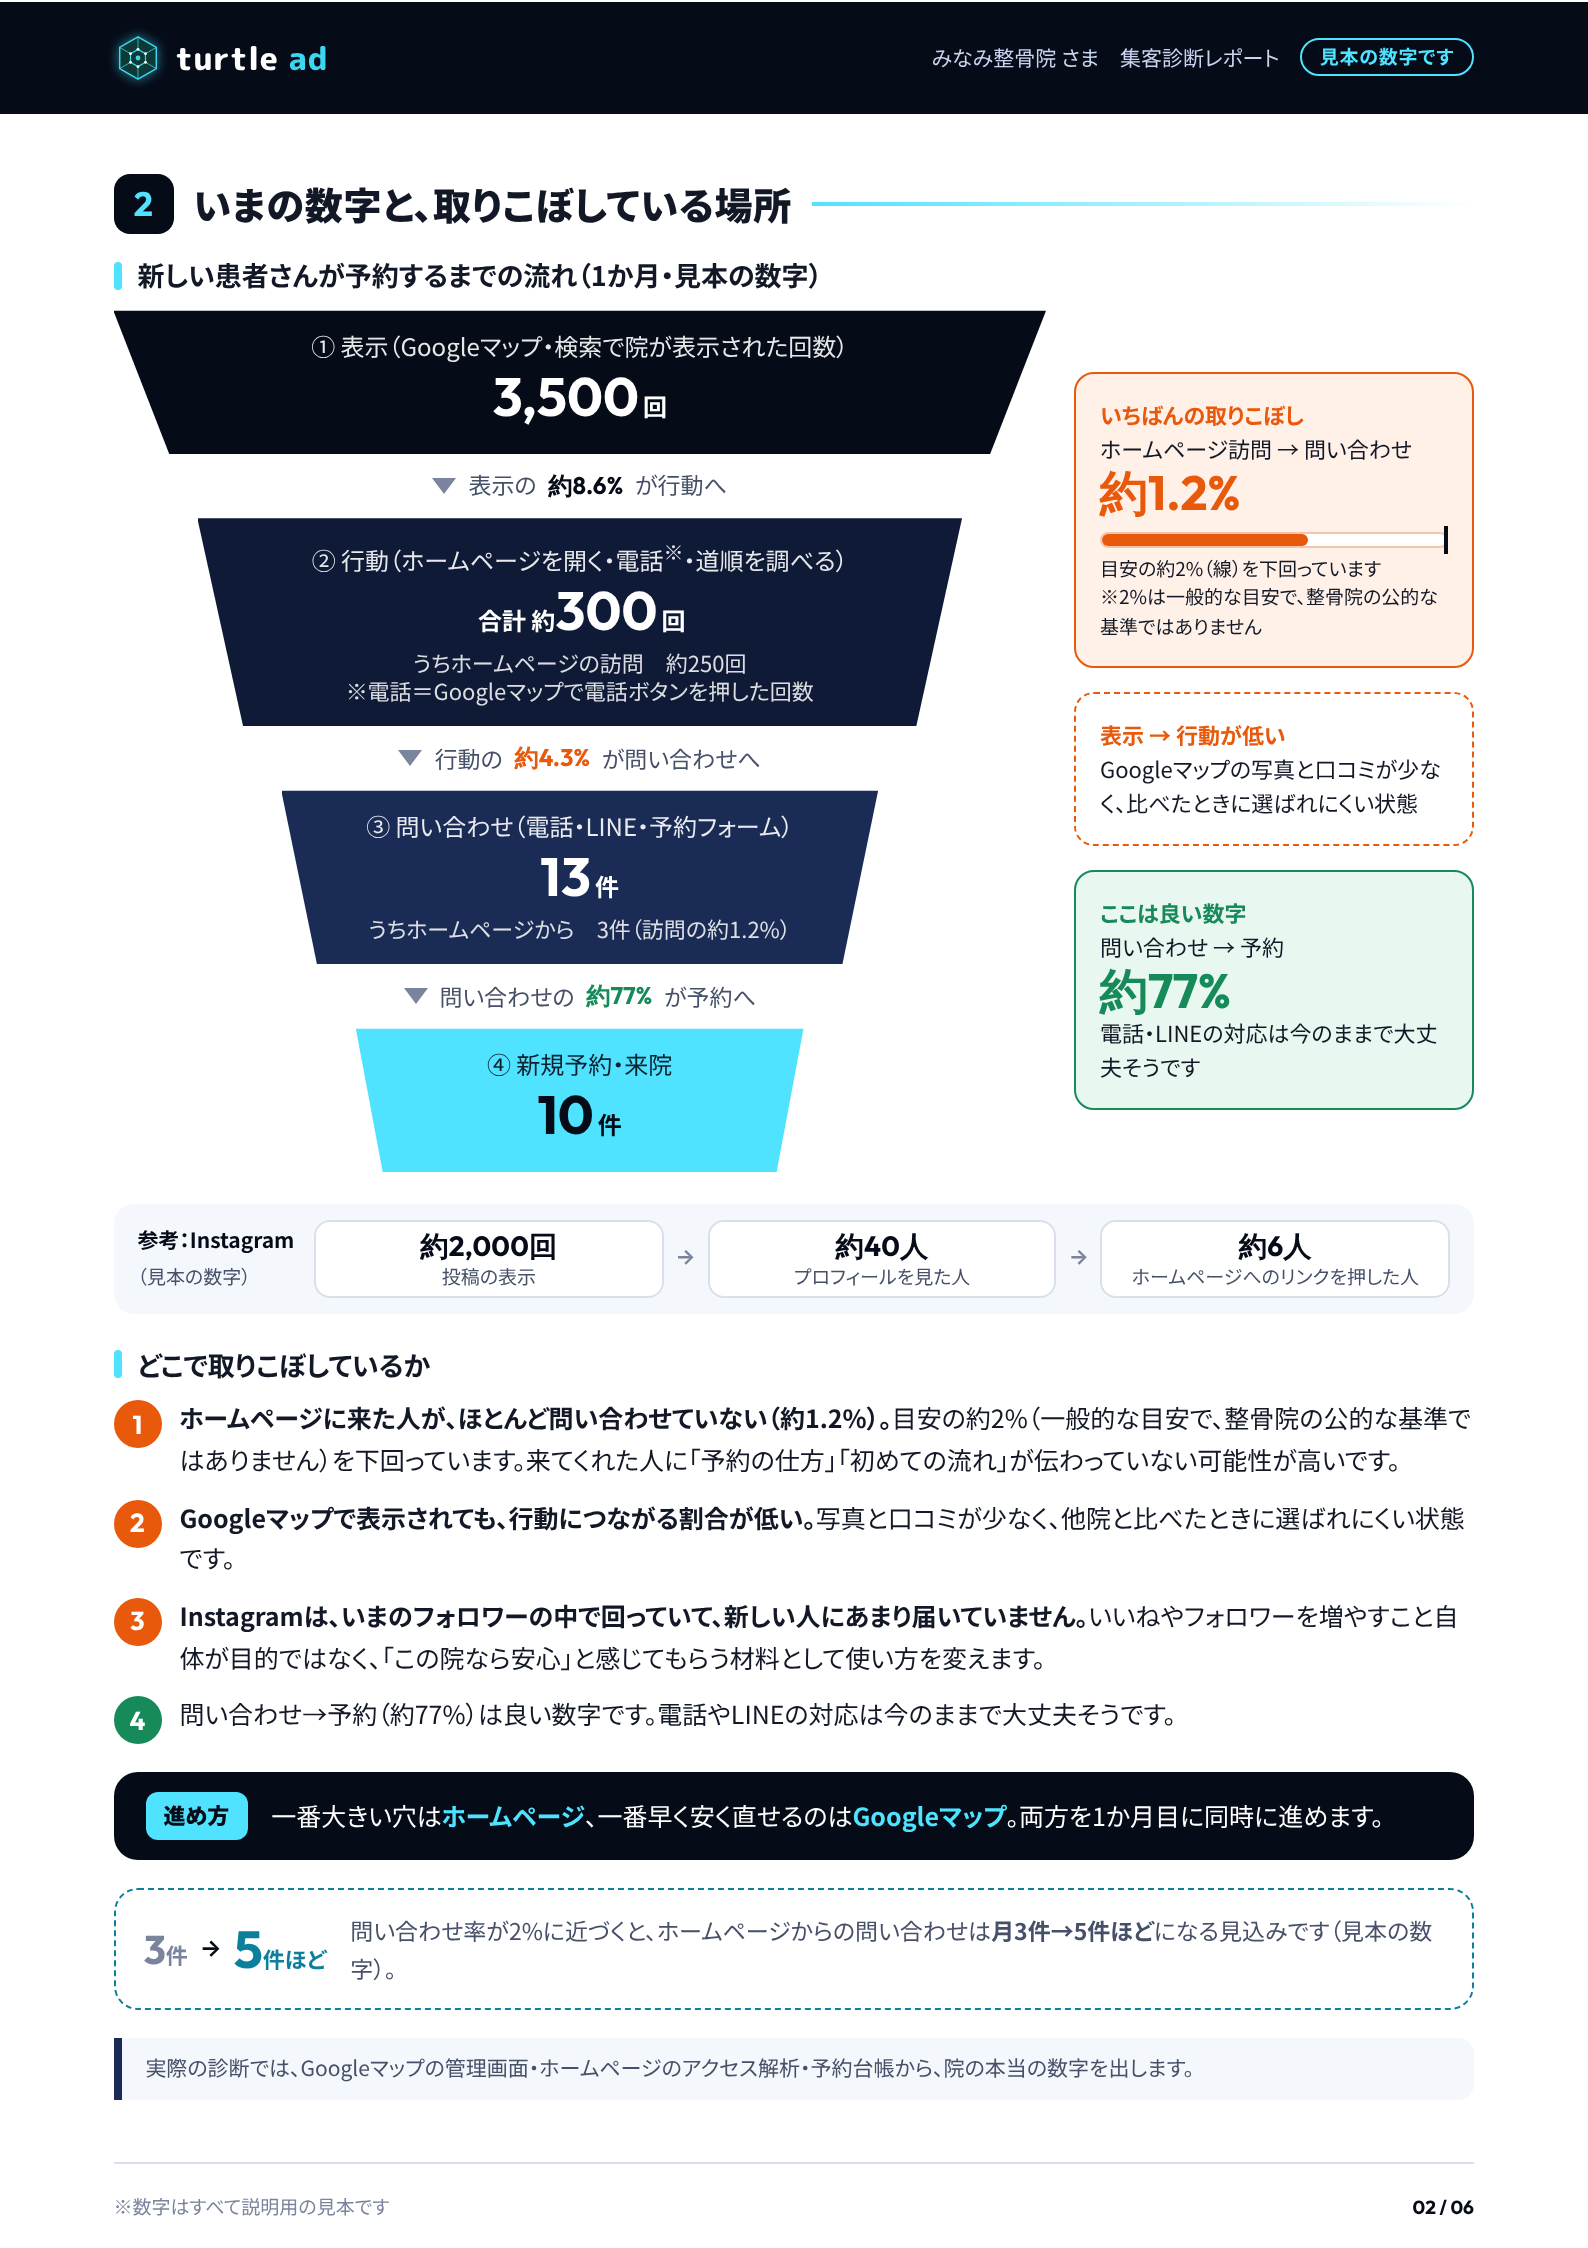 turtle ad
みなみ整骨院 さま　集客診断レポート
見本の数字です
2
いまの数字と、取りこぼしている場所
新しい患者さんが予約するまでの流れ（1か月・見本の数字）
① 表示（Googleマップ・検索で院が表示された回数）
3,500回
▼ 表示の 約8.6% が行動へ
② 行動（ホームページを開く・電話※・道順を調べる）
合計 約300回
うちホームページの訪問　約250回
※電話＝Googleマップで電話ボタンを押した回数
▼ 行動の 約4.3% が問い合わせへ
③ 問い合わせ（電話・LINE・予約フォーム）
13件
うちホームページから　3件（訪問の約1.2%）
▼ 問い合わせの 約77% が予約へ
④ 新規予約・来院
10件
いちばんの取りこぼし
ホームページ訪問 → 問い合わせ
約1.2%
目安の約2%（線）を下回っています
※2%は一般的な目安で、整骨院の公的な
基準ではありません
表示 → 行動が低い
Googleマップの写真と口コミが少な
く、比べたときに選ばれにくい状態
ここは良い数字
問い合わせ → 予約
約77%
電話・LINEの対応は今のままで大丈
夫そうです
参考：Instagram
（見本の数字）
約2,000回
投稿の表示
→
約40人
プロフィールを見た人
→
約6人
ホームページへのリンクを押した人
どこで取りこぼしているか
1
ホームページに来た人が、ほとんど問い合わせていない（約1.2%）。目安の約2%（一般的な目安で、整骨院の公的な基準で
はありません）を下回っています。来てくれた人に「予約の仕方」「初めての流れ」が伝わっていない可能性が高いです。
2
Googleマップで表示されても、行動につながる割合が低い。写真と口コミが少なく、他院と比べたときに選ばれにくい状態
です。
3
Instagramは、いまのフォロワーの中で回っていて、新しい人にあまり届いていません。いいねやフォロワーを増やすこと自
体が目的ではなく、「この院なら安心」と感じてもらう材料として使い方を変えます。
4
問い合わせ→予約（約77%）は良い数字です。電話やLINEの対応は今のままで大丈夫そうです。
進め方
一番大きい穴はホームページ、一番早く安く直せるのはGoogleマップ。両方を1か月目に同時に進めます。
3件 → 5件ほど
問い合わせ率が2%に近づくと、ホームページからの問い合わせは月3件→5件ほどになる見込みです（見本の数
字）。
実際の診断では、Googleマップの管理画面・ホームページのアクセス解析・予約台帳から、院の本当の数字を出します。
※数字はすべて説明用の見本です
02 / 06